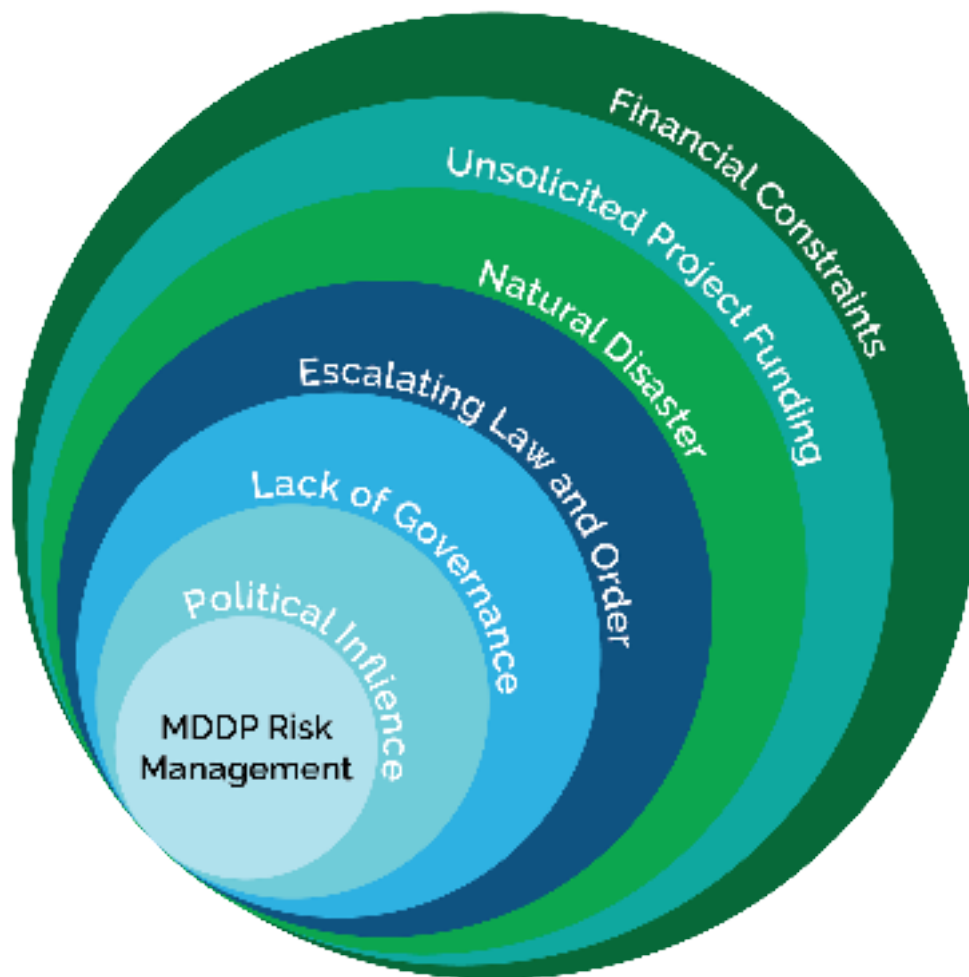 Financial Constraints
Unsolicited Project Funding
Natural Disaster
Escalating Law and Order
Lack of Governance
Political Inflience
MDDP Risk
Management